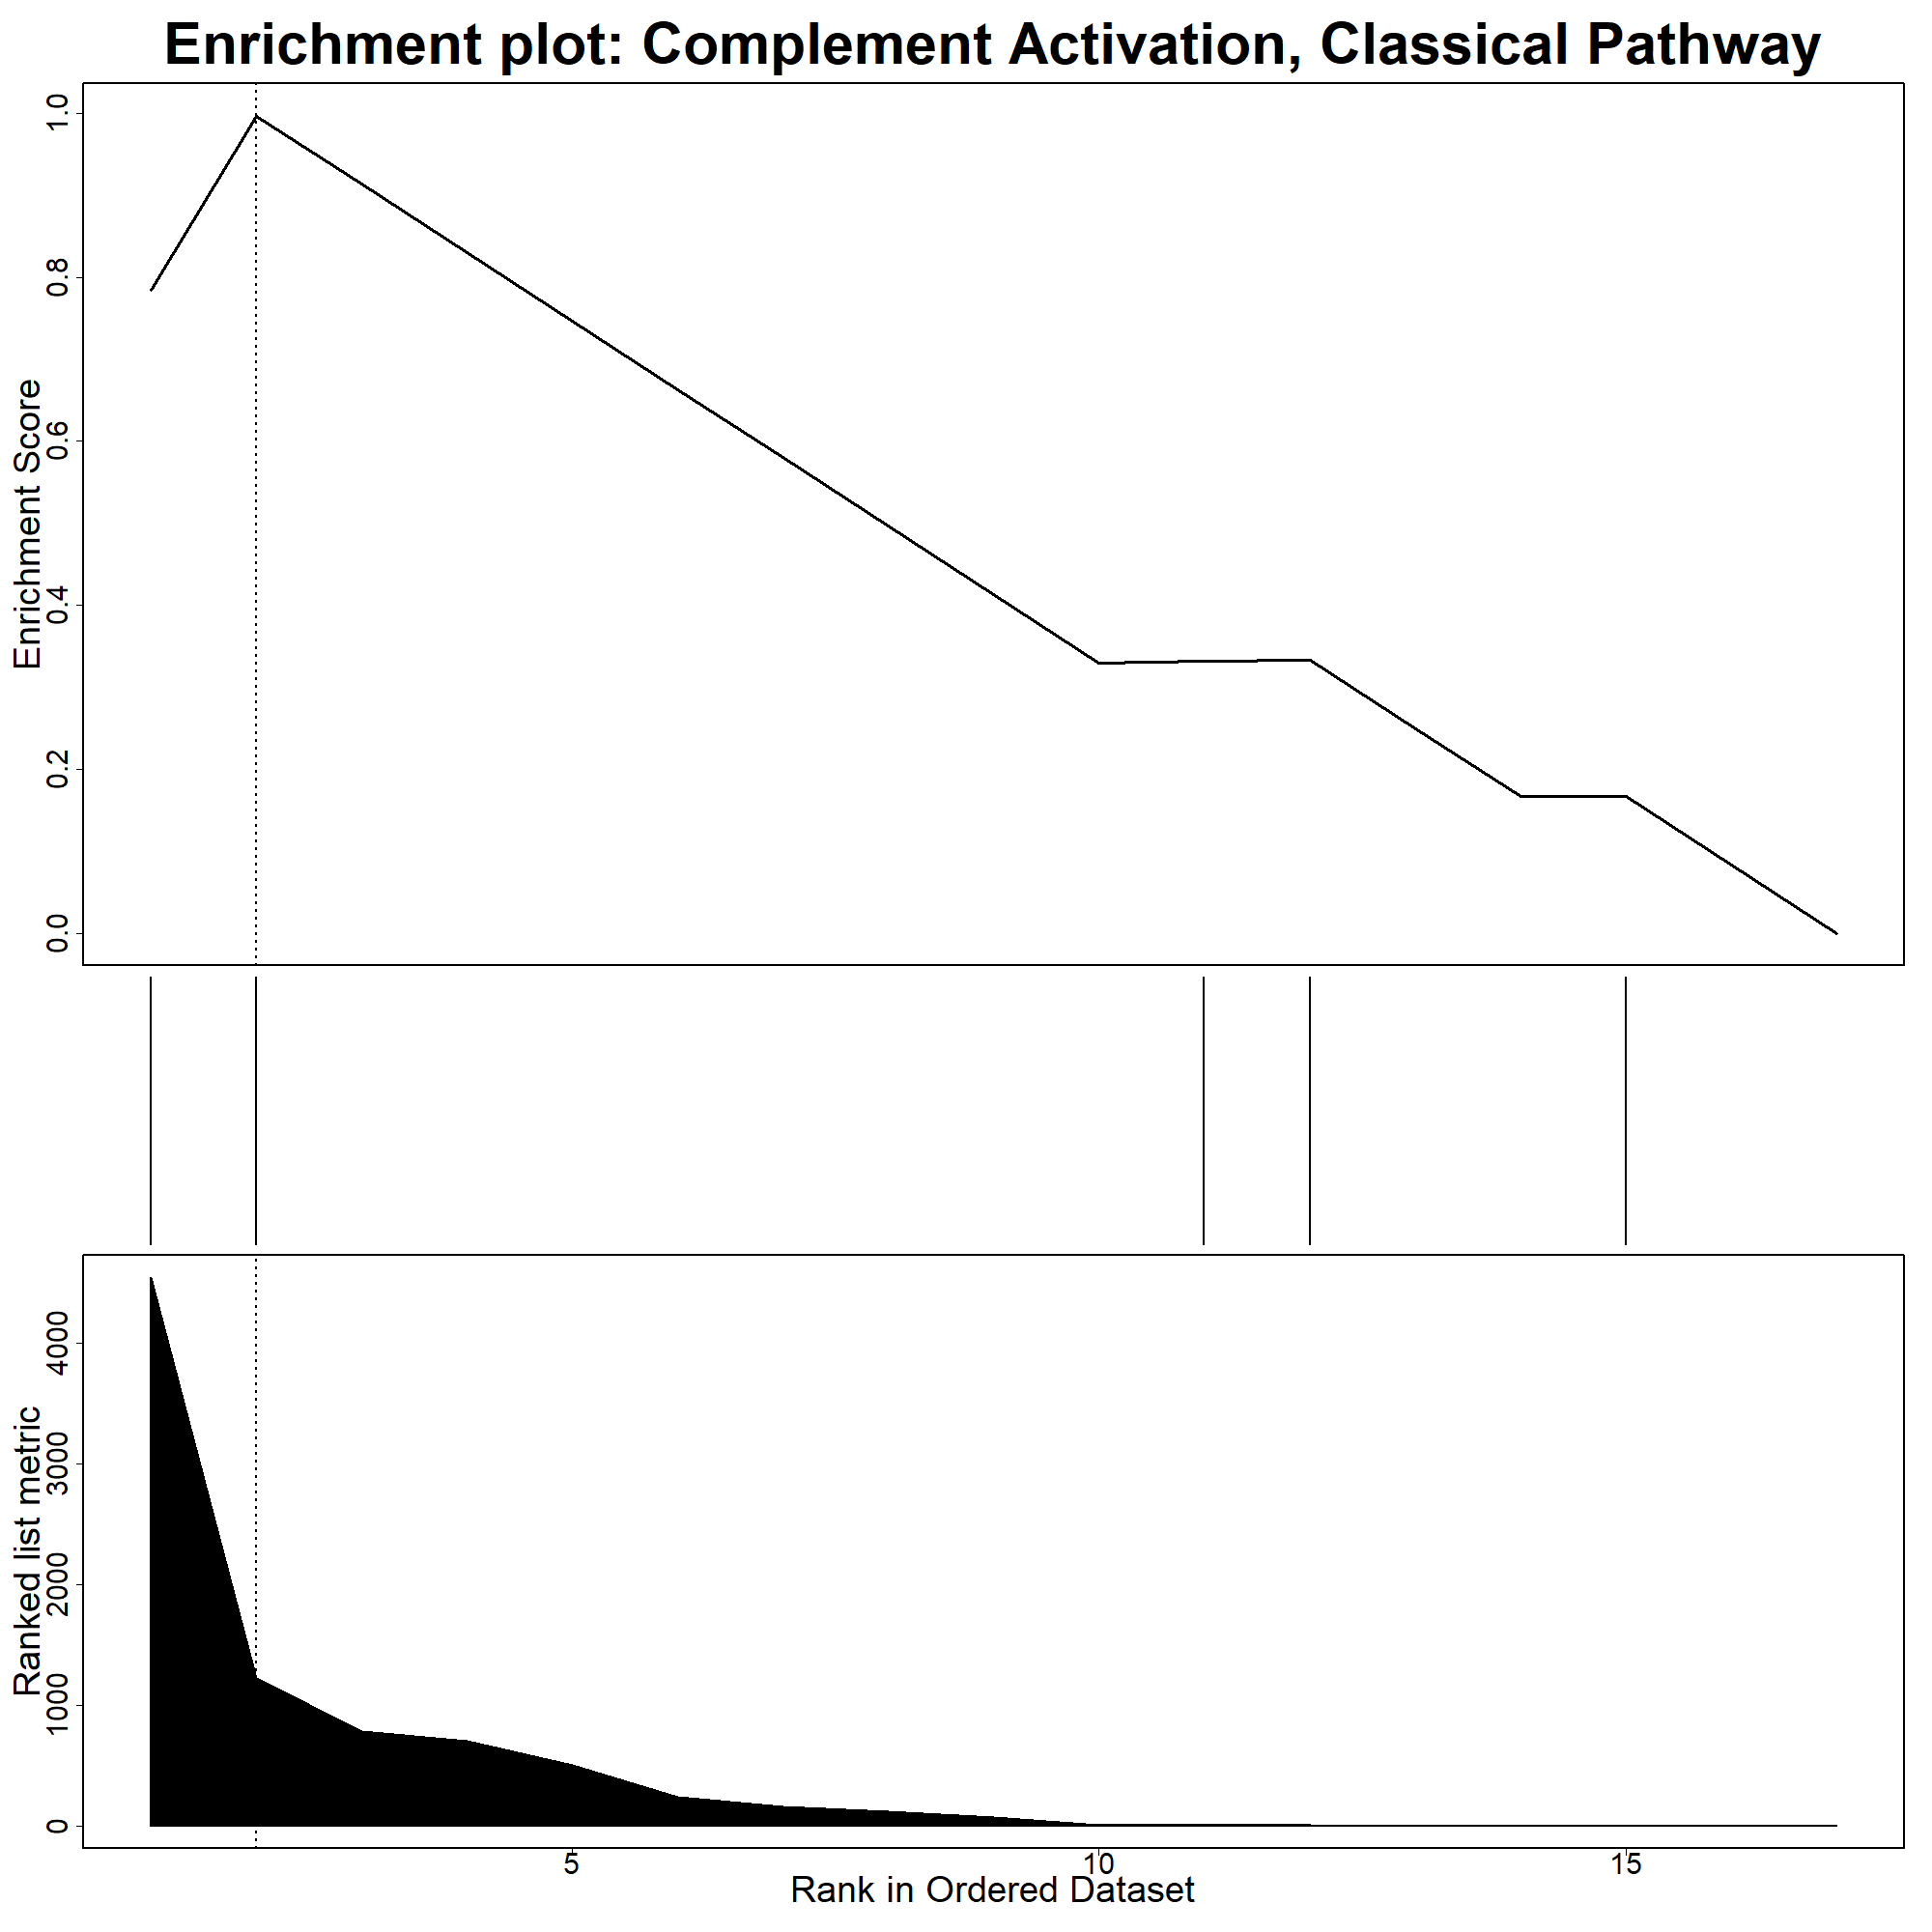 Enrichment plot: Complement Activation, Classical Pathway
Enrichment Score
1.0
0.8
0.6
0.4
0.2
0.0
Ranked list metric
4000
3000
2000
1000
0
5 10 15
Rank in Ordered Dataset